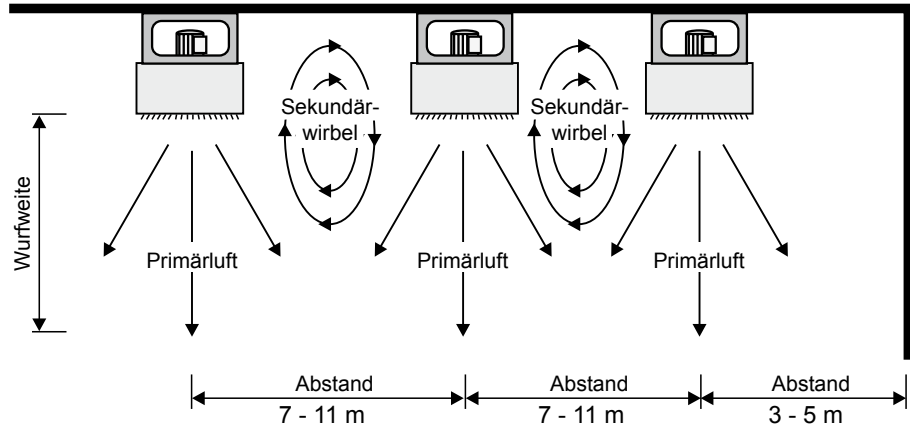 Sekundär-
wirbel
Sekundär-
wirbel
Wurfweite
Primärluft
Primärluft
Primärluft
Abstand
7 - 11 m
Abstand
7 - 11 m
Abstand
3 - 5 m